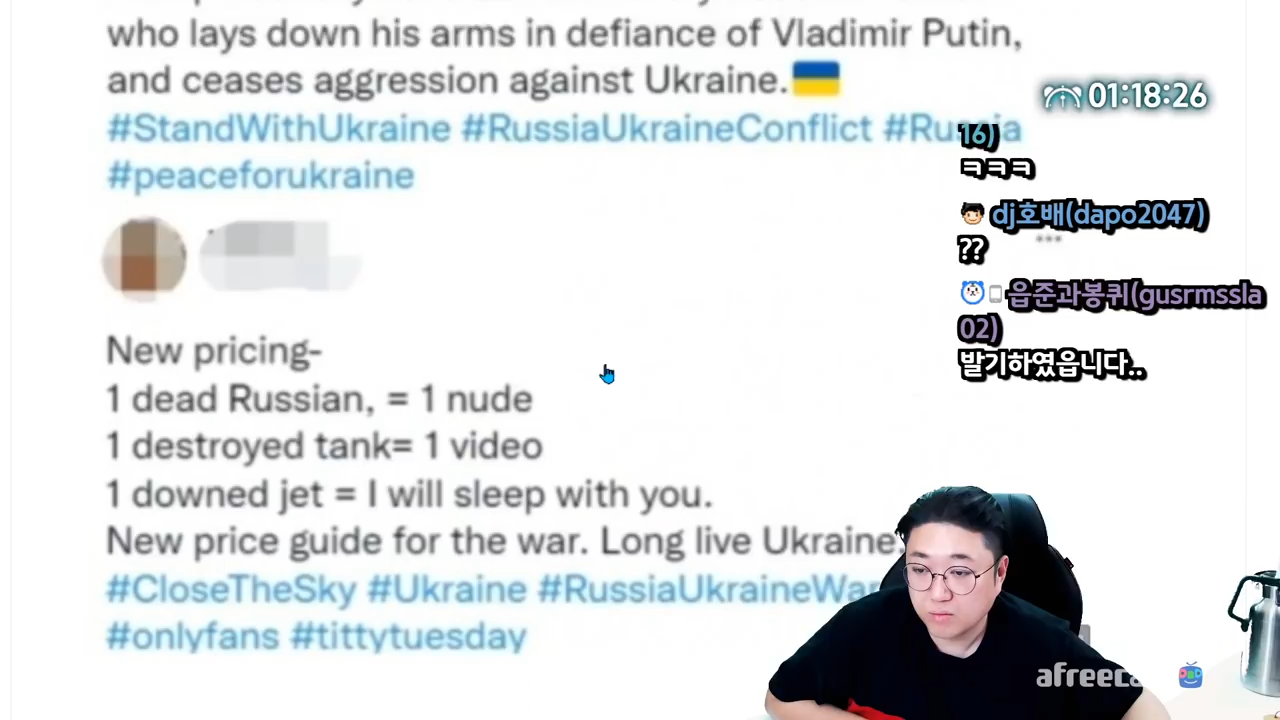 who lays down his arms in defiance of Vladimir Putin,
and ceases aggression against Ukraine.
#StandWithUkraine #RussiaUkraineConflict #Russia
#peaceforukraine
New pricing-
1 dead Russian, = 1 nude
1 destroyed tank= 1 video
1 downed jet = I will sleep with you.
New price guide for the war. Long live Ukraine.
#CloseTheSky #Ukraine #RussiaUkraineWar
#onlyfans #tittytuesday
01:18:26
16)
ㅋㅋㅋ
dj호배(dapo2047)
??
읍준과봉퀴(gusrmssla
02)
발기하였읍니다..